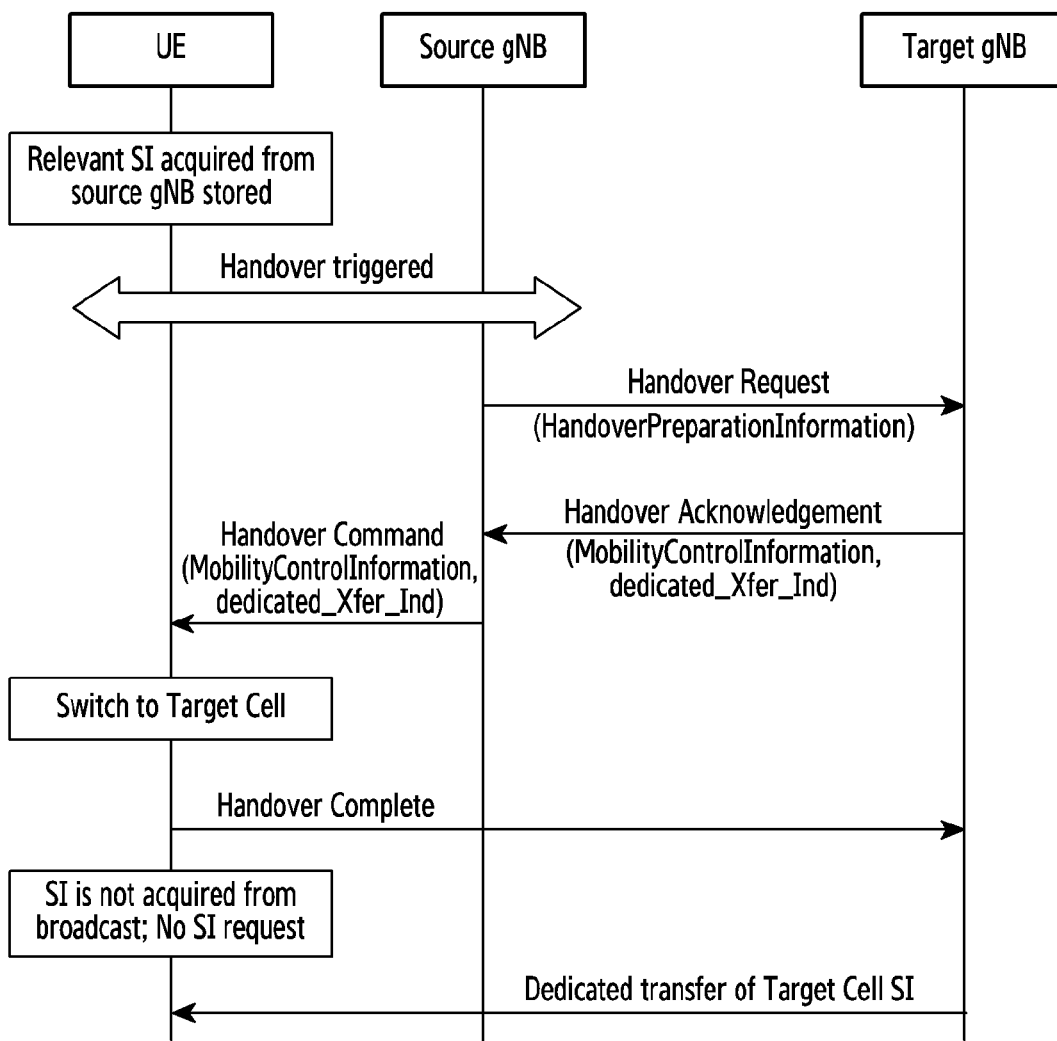 UE
Source gNB
Target gNB
Relevant SI acquired from
source gNB stored
Handover triggered
Handover Request
(HandoverPreparationInformation)
Handover Acknowledgement
(MobilityControlInformation,
dedicated_Xfer_Ind)
Handover Command
(MobilityControlInformation,
dedicated_Xfer_Ind)
Switch to Target Cell
Handover Complete
SI is not acquired from
broadcast; No SI request
Dedicated transfer of Target Cell SI